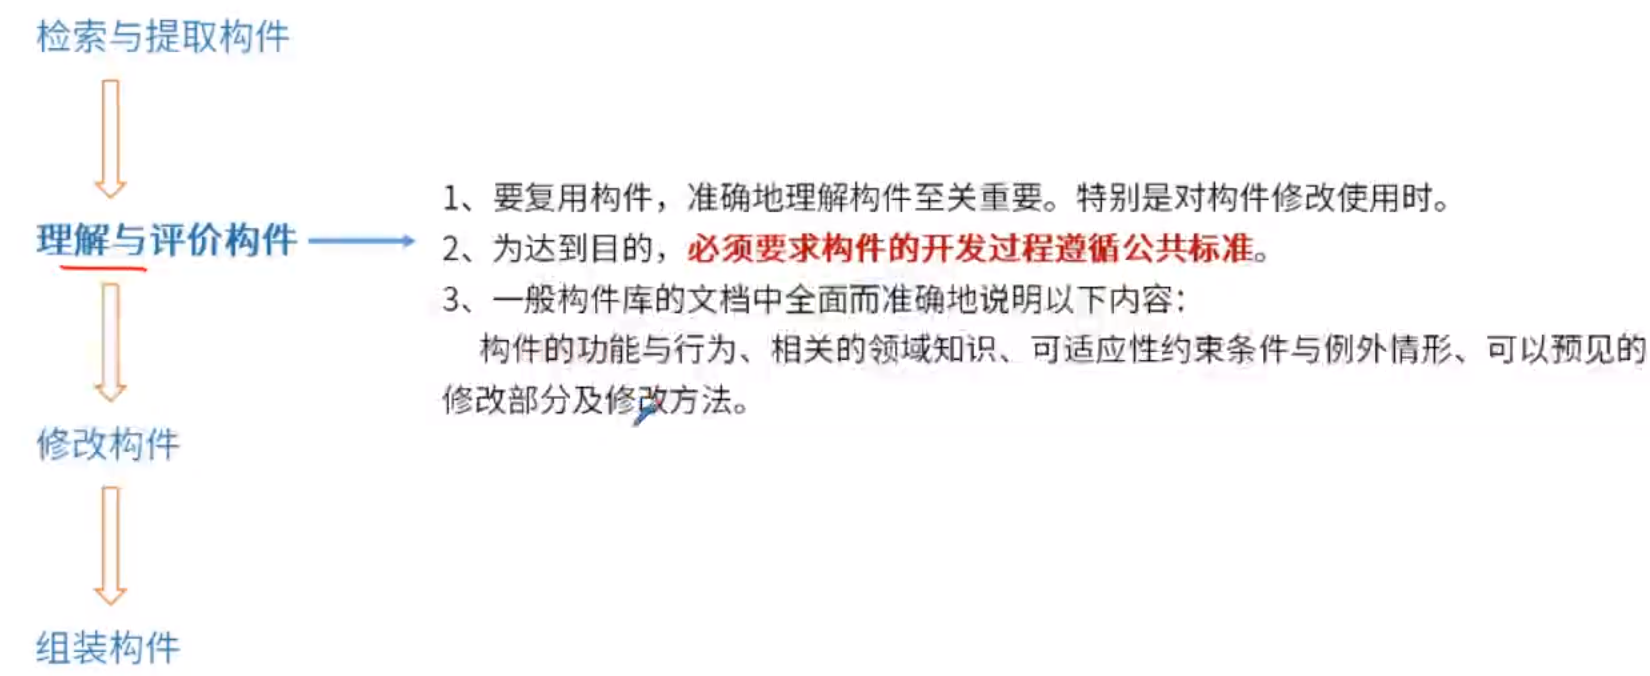 检索与提取构件
理解与评价构件
1、要复用构件，准确地理解构件至关重要。特别是对构件修改使用时。
2、为达到目的，必须要求构件的开发过程遵循公共标准。
3、一般构件库的文档中全面而准确地说明以下内容：
构件的功能与行为、相关的领域知识、可适应性约束条件与例外情形、可以预见的
修改部分及修改方法。
修改构件
组装构件